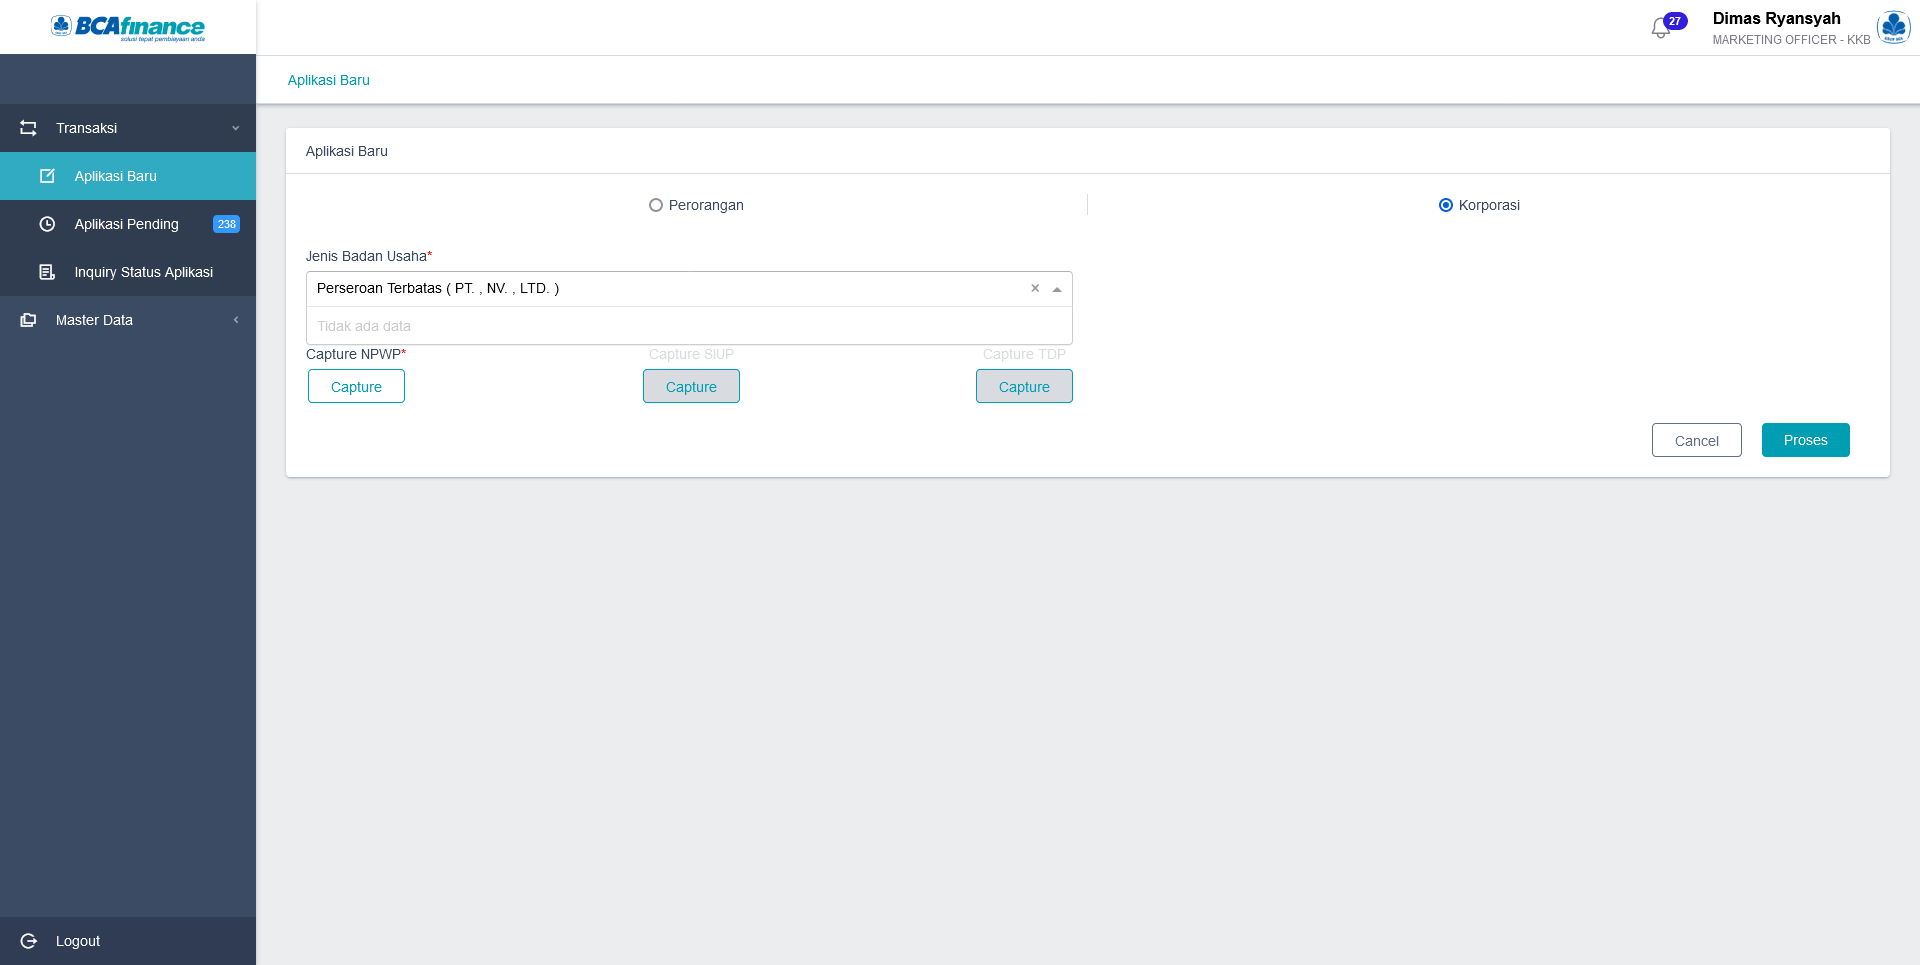 BCAfinance
solusi tepat pembiayaan anda
27
Dimas Ryansyah
MARKETING OFFICER - KKB
Aplikasi Baru
Transaksi
Aplikasi Baru
Aplikasi Pending 238
Inquiry Status Aplikasi
Master Data
Logout
Aplikasi Baru
Perorangan
Korporasi
Jenis Badan Usaha*
Perseroan Terbatas ( PT. , NV. , LTD. ) ×
Tidak ada data
Capture NPWP* Capture SIUP Capture TDP
Capture Capture Capture
Cancel Proses